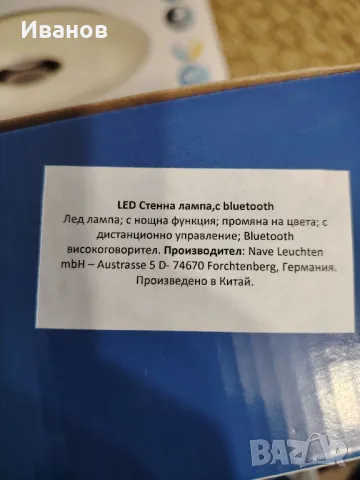 Иванов
LED Стенна лампа,с bluetooth
Лед лампа; с нощна функция; промяна на цвета; с
дистанционно управление; Bluetooth
високоговорител. Производител: Nave Leuchten
mbH – Austrasse 5 D- 74670 Forchtenberg, Германия.
Произведено в Китай.
BAZAR